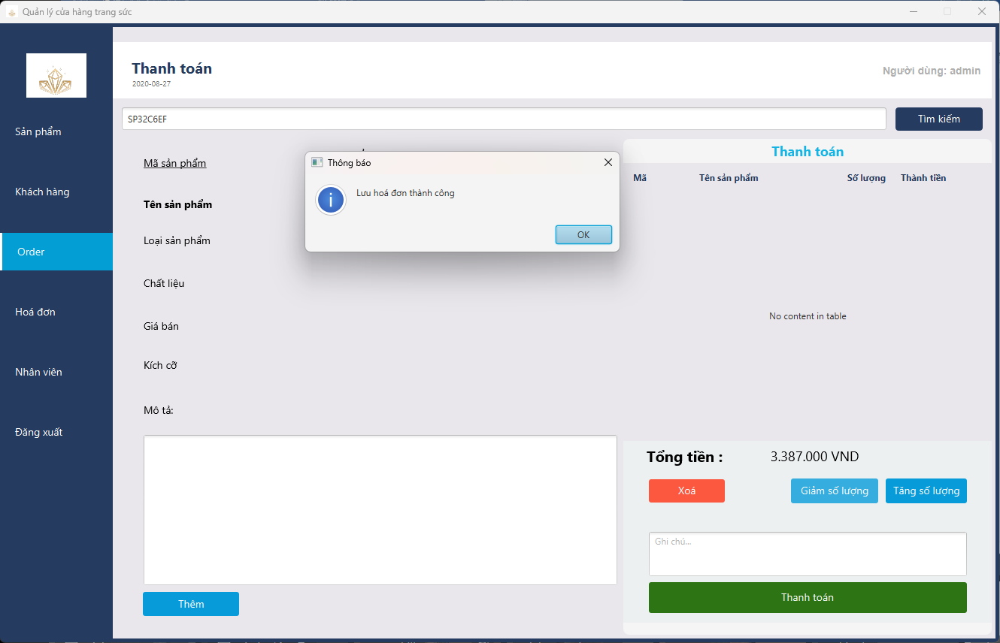 Quản lý cửa hàng trang sức
Thanh toán
2020-08-27
Người dùng: admin
SP32C6EF
Tìm kiếm
Sản phẩm
Khách hàng
Order
Hoá đơn
Nhân viên
Đăng xuất
Mã sản phẩm
Tên sản phẩm
Loại sản phẩm
Chất liệu
Giá bán
Kích cỡ
Mô tả:
Thêm
Thông báo
Lưu hoá đơn thành công
OK
Thanh toán
Mã Tên sản phẩm Số lượng Thành tiền
No content in table
Tổng tiền : 3.387.000 VND
Xoá Giảm số lượng Tăng số lượng
Ghi chú...
Thanh toán